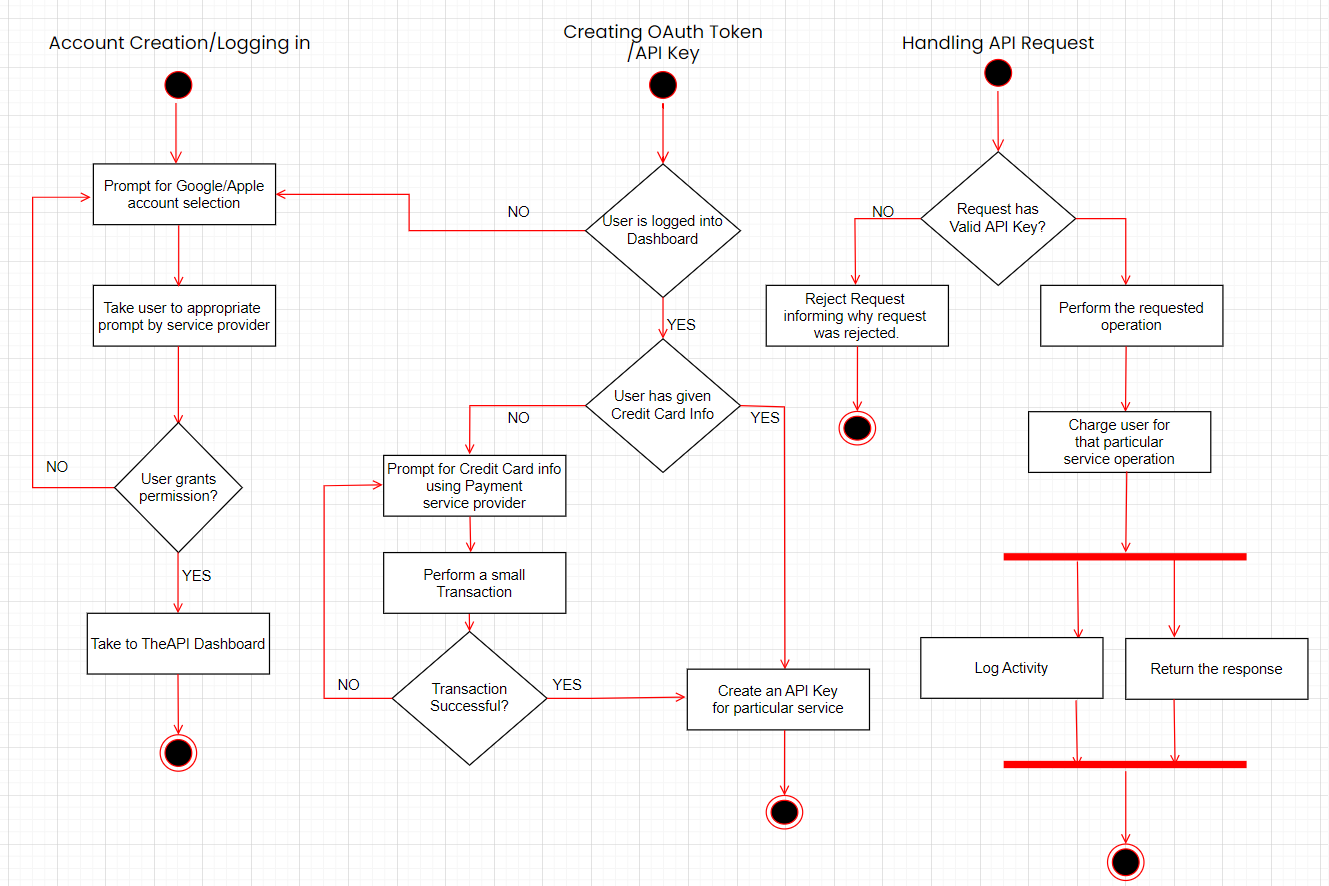 Account Creation/Logging in
Prompt for Google/Apple
account selection
Take user to appropriate
prompt by service provider
NO
User grants
permission?
YES
Take to TheAPI Dashboard
Creating OAuth Token
/API Key
NO
User is logged into
Dashboard
YES
User has given
Credit Card Info
NO
YES
Prompt for Credit Card info
using Payment
service provider
Perform a small
Transaction
NO
Transaction
Successful?
YES
Create an API Key
for particular service
Handling API Request
NO
Request has
Valid API Key?
Reject Request
informing why request
was rejected.
Perform the requested
operation
Charge user for
that particular
service operation
Log Activity
Return the response